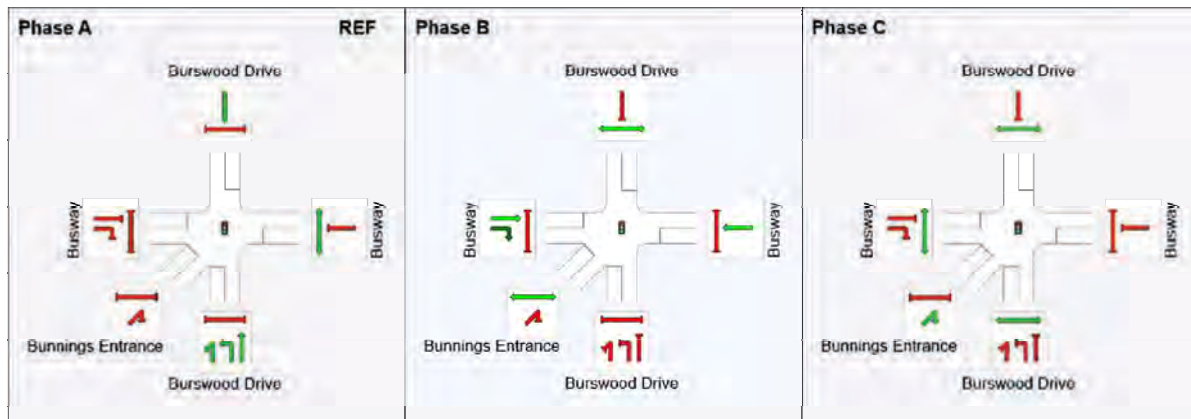 Phase A
REF
Burswood Drive
Busway
Busway
Bunnings Entrance
Burswood Drive
Phase B
Burswood Drive
Busway
Busway
Bunnings Entrance
Burswood Drive
Phase C
Burswood Drive
Busway
Busway
Bunnings Entrance
Burswood Drive